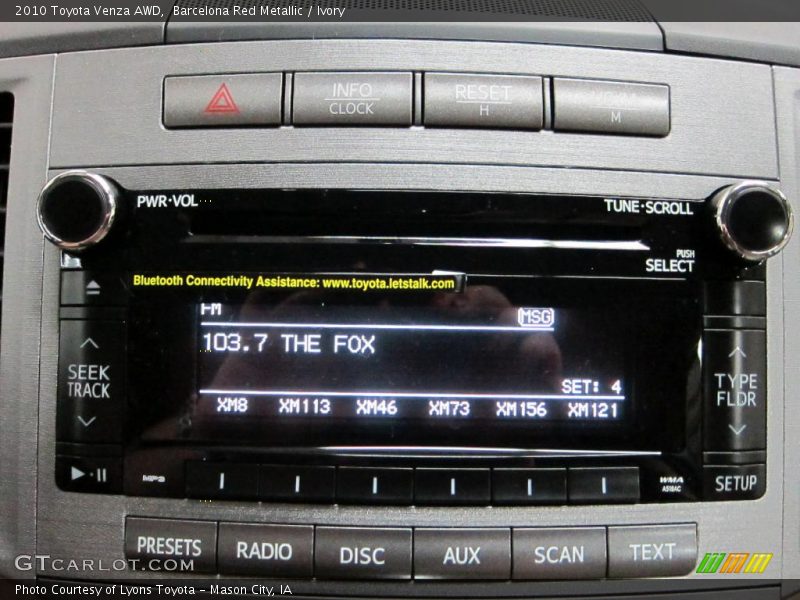 2010 Toyota Venza AWD, Barcelona Red Metallic / Ivory
INFO
CLOCK
RESET
H
M
PWR·VOL
TUNE·SCROLL
PUSH
SELECT
Bluetooth Connectivity Assistance: www.toyota.letstalk.com
FM
MSG
103.7 THE FOX
SEEK
TRACK
TYPE
FLDR
SET: 4
XM8 XM113 XM46 XM73 XM156 XM121
MP3
WMA
SETUP
PRESETS RADIO DISC AUX SCAN TEXT
GTCARLOT.COM
Photo Courtesy of Lyons Toyota - Mason City, IA